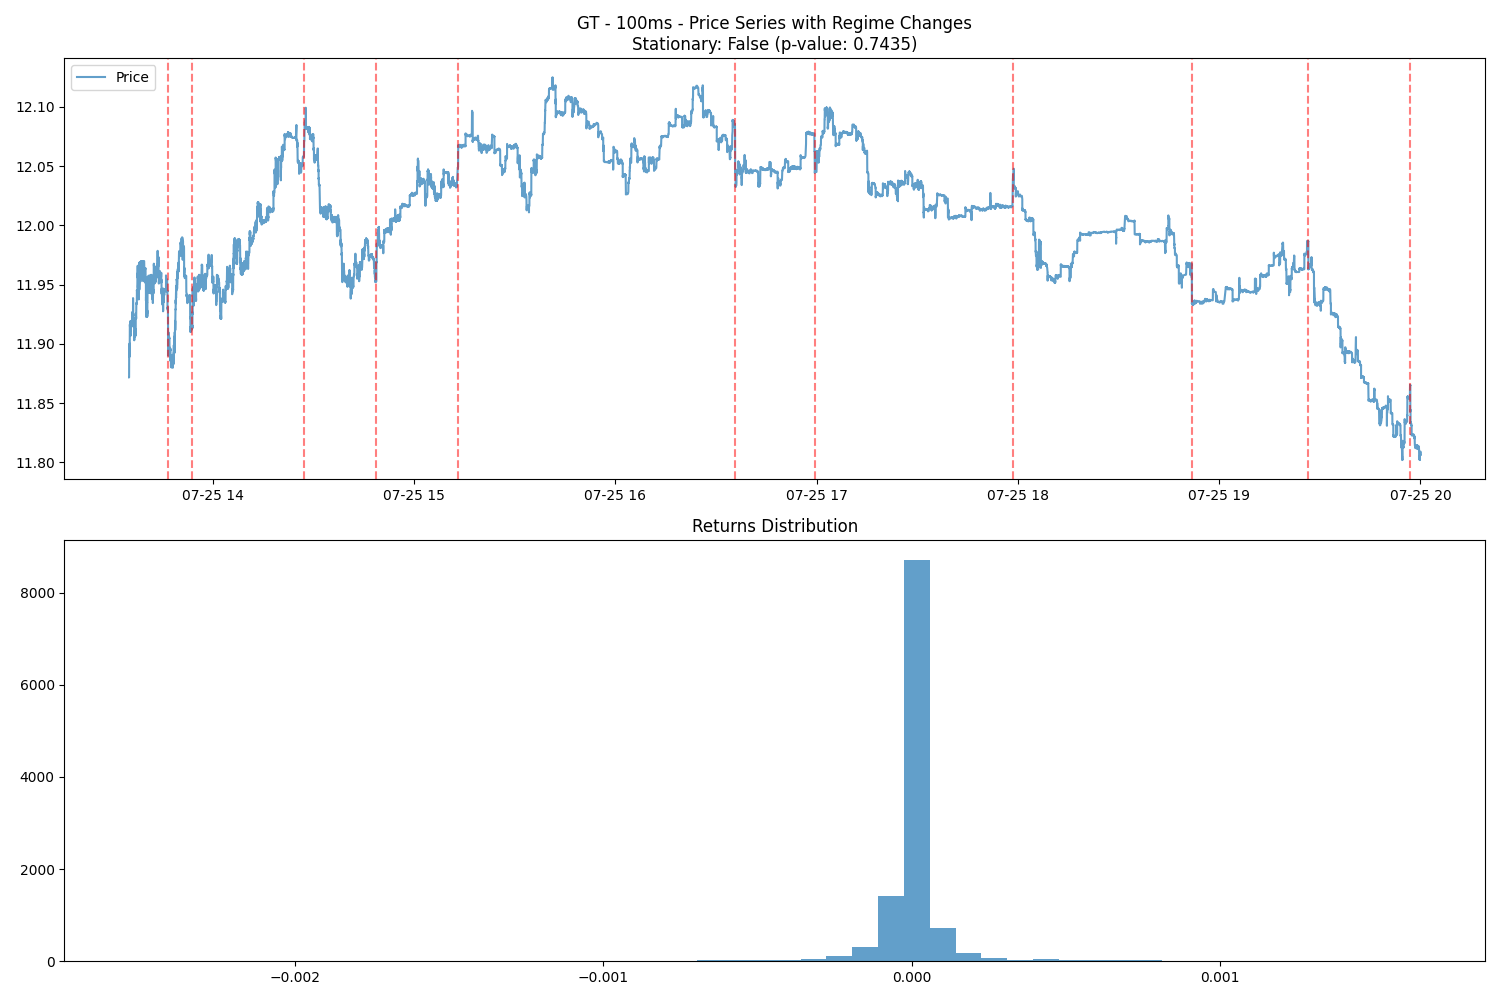 GT - 100ms - Price Series with Regime Changes
Stationary: False (p-value: 0.7435)
Price
12.10
12.05
12.00
11.95
11.90
11.85
11.80
07-25 14 07-25 15 07-25 16 07-25 17 07-25 18 07-25 19 07-25 20
Returns Distribution
8000
6000
4000
2000
0
−0.002 −0.001 0.000 0.001